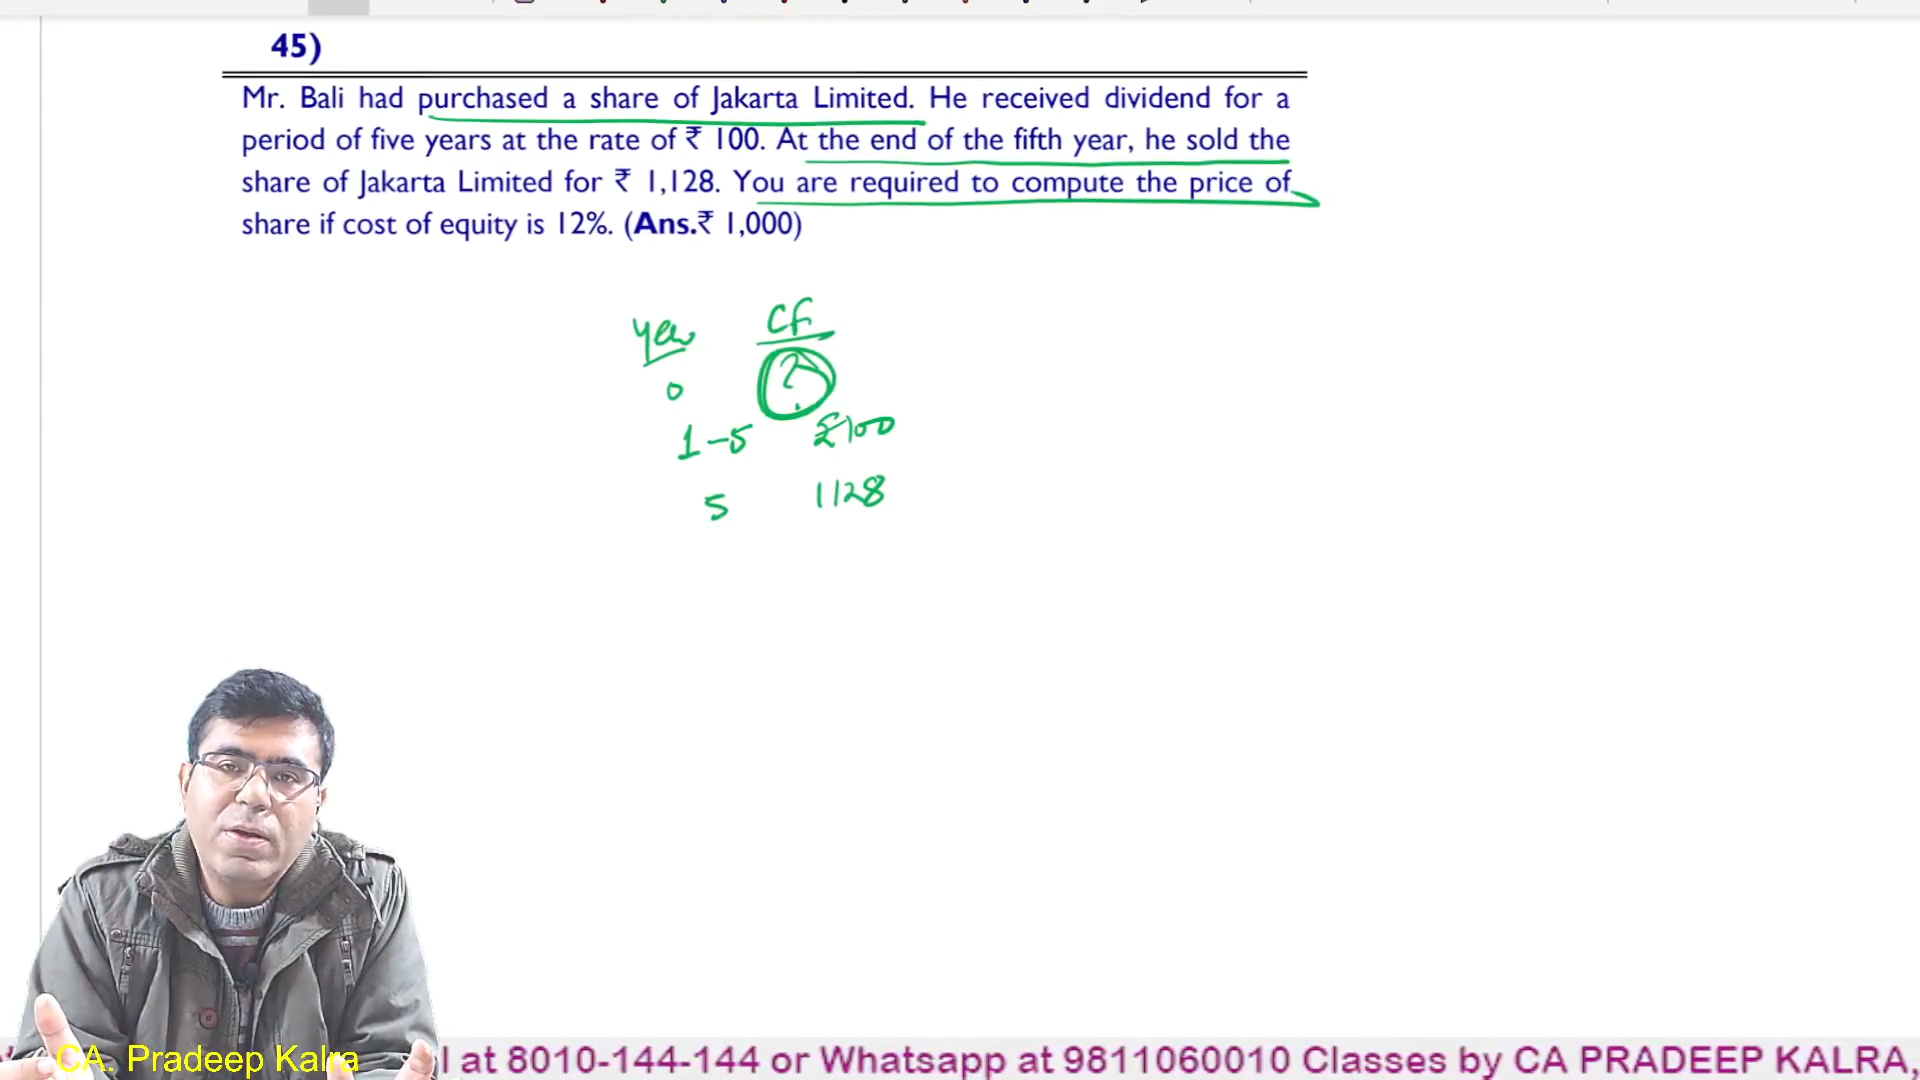 45)
Mr. Bali had purchased a share of Jakarta Limited. He received dividend for a
period of five years at the rate of ₹ 100. At the end of the fifth year, he sold the
share of Jakarta Limited for ₹ 1,128. You are required to compute the price of
share if cost of equity is 12%. (Ans.₹ 1,000)
Year CF
0 ?
1-5 ₹100
5 1128
CA. Pradeep Kalra
l at 8010-144-144 or Whatsapp at 9811060010 Classes by CA PRADEEP KALRA,